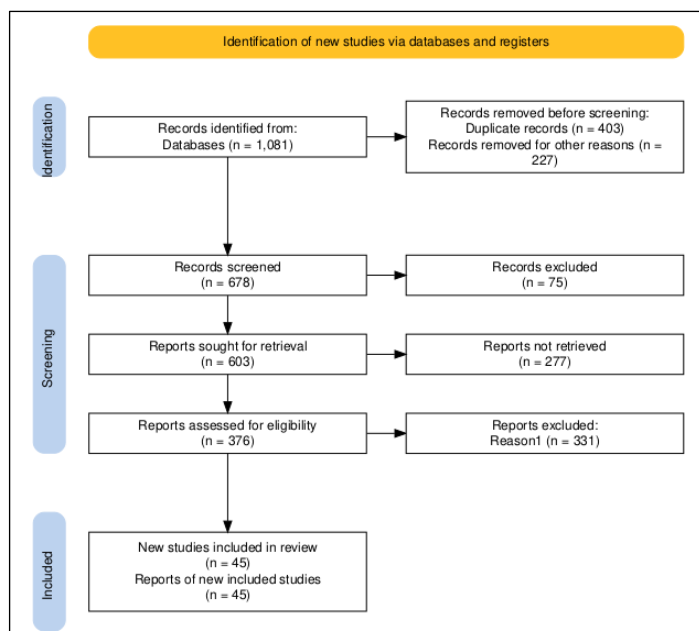 Identification of new studies via databases and registers
Identification
Records identified from:
Databases (n = 1,081)
Records removed before screening:
Duplicate records (n = 403)
Records removed for other reasons (n =
227)
Screening
Records screened
(n = 678)
Records excluded
(n = 75)
Reports sought for retrieval
(n = 603)
Reports not retrieved
(n = 277)
Reports assessed for eligibility
(n = 376)
Reports excluded:
Reason1 (n = 331)
Included
New studies included in review
(n = 45)
Reports of new included studies
(n = 45)